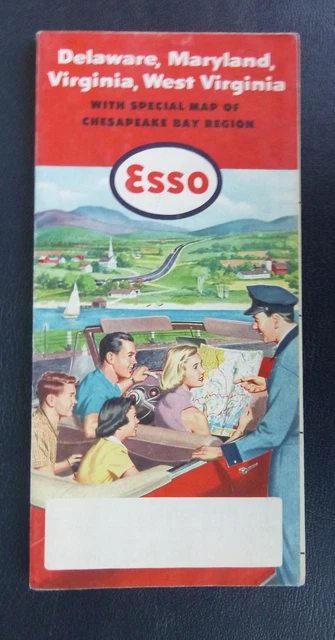 Delaware, Maryland,
Virginia, West Virginia
WITH SPECIAL MAP OF
CHESAPEAKE BAY REGION
Esso